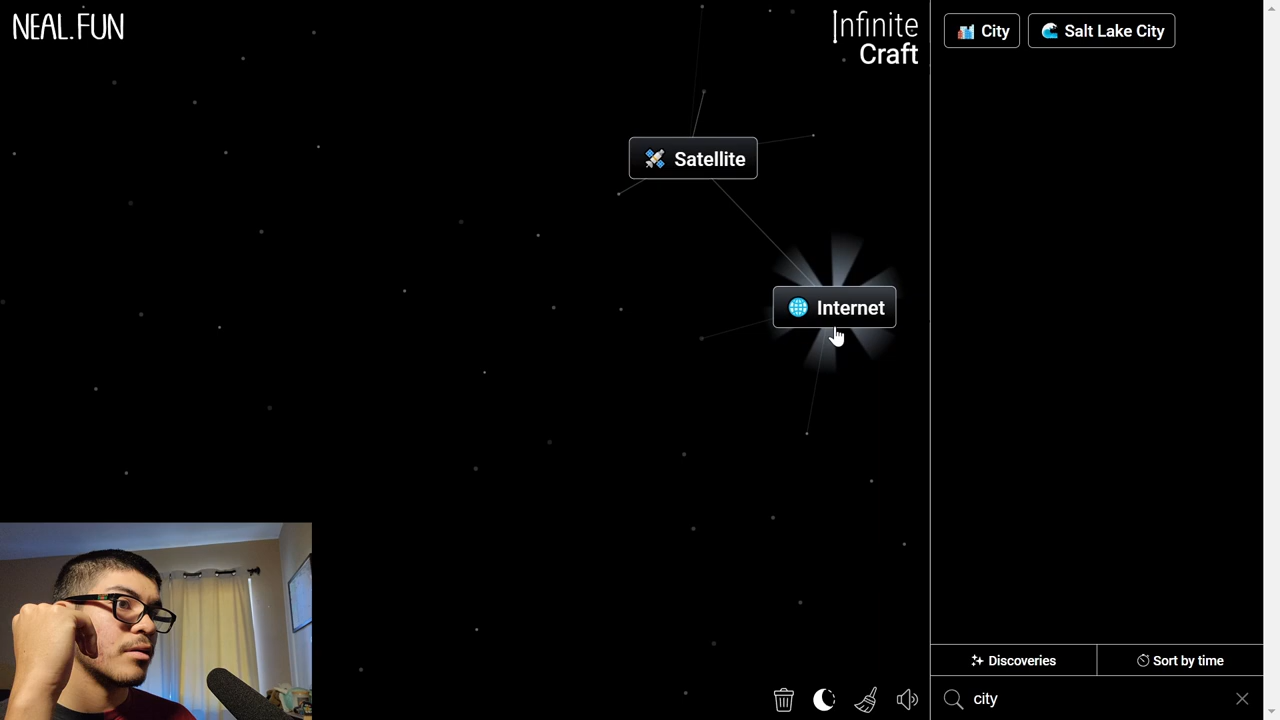 NEAL.FUN
Infinite
Craft
Satellite
Internet
City
Salt Lake City
Discoveries
Sort by time
city